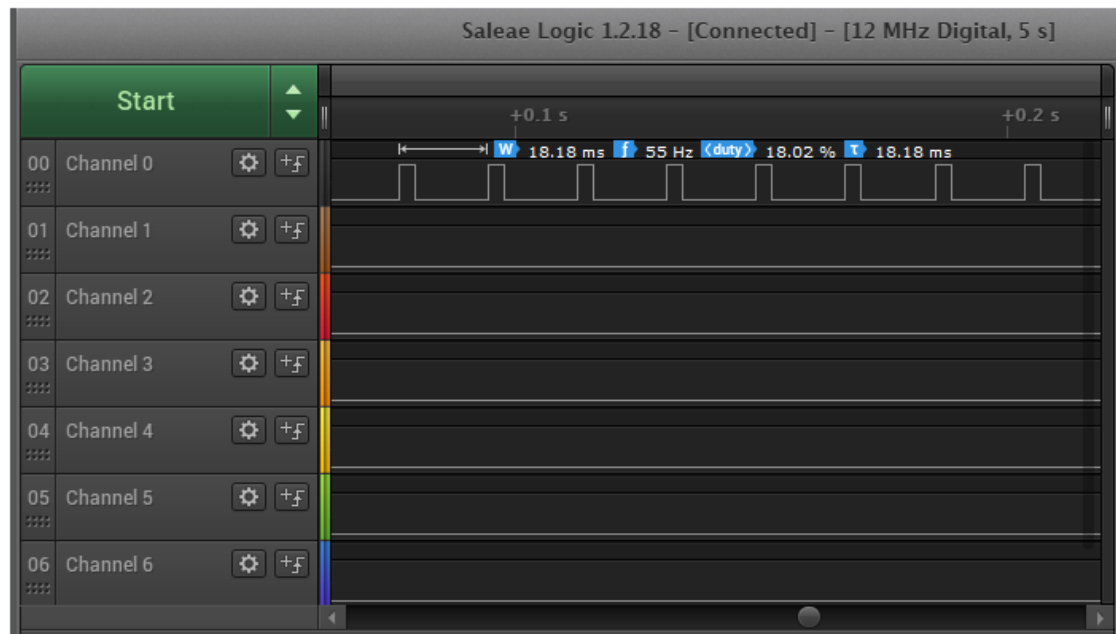 Saleae Logic 1.2.18 – [Connected] – [12 MHz Digital, 5 s]
Start
+0.1 s +0.2 s
00 Channel 0 W 18.18 ms f 55 Hz ⟨duty⟩ 18.02 % τ 18.18 ms
01 Channel 1
02 Channel 2
03 Channel 3
04 Channel 4
05 Channel 5
06 Channel 6